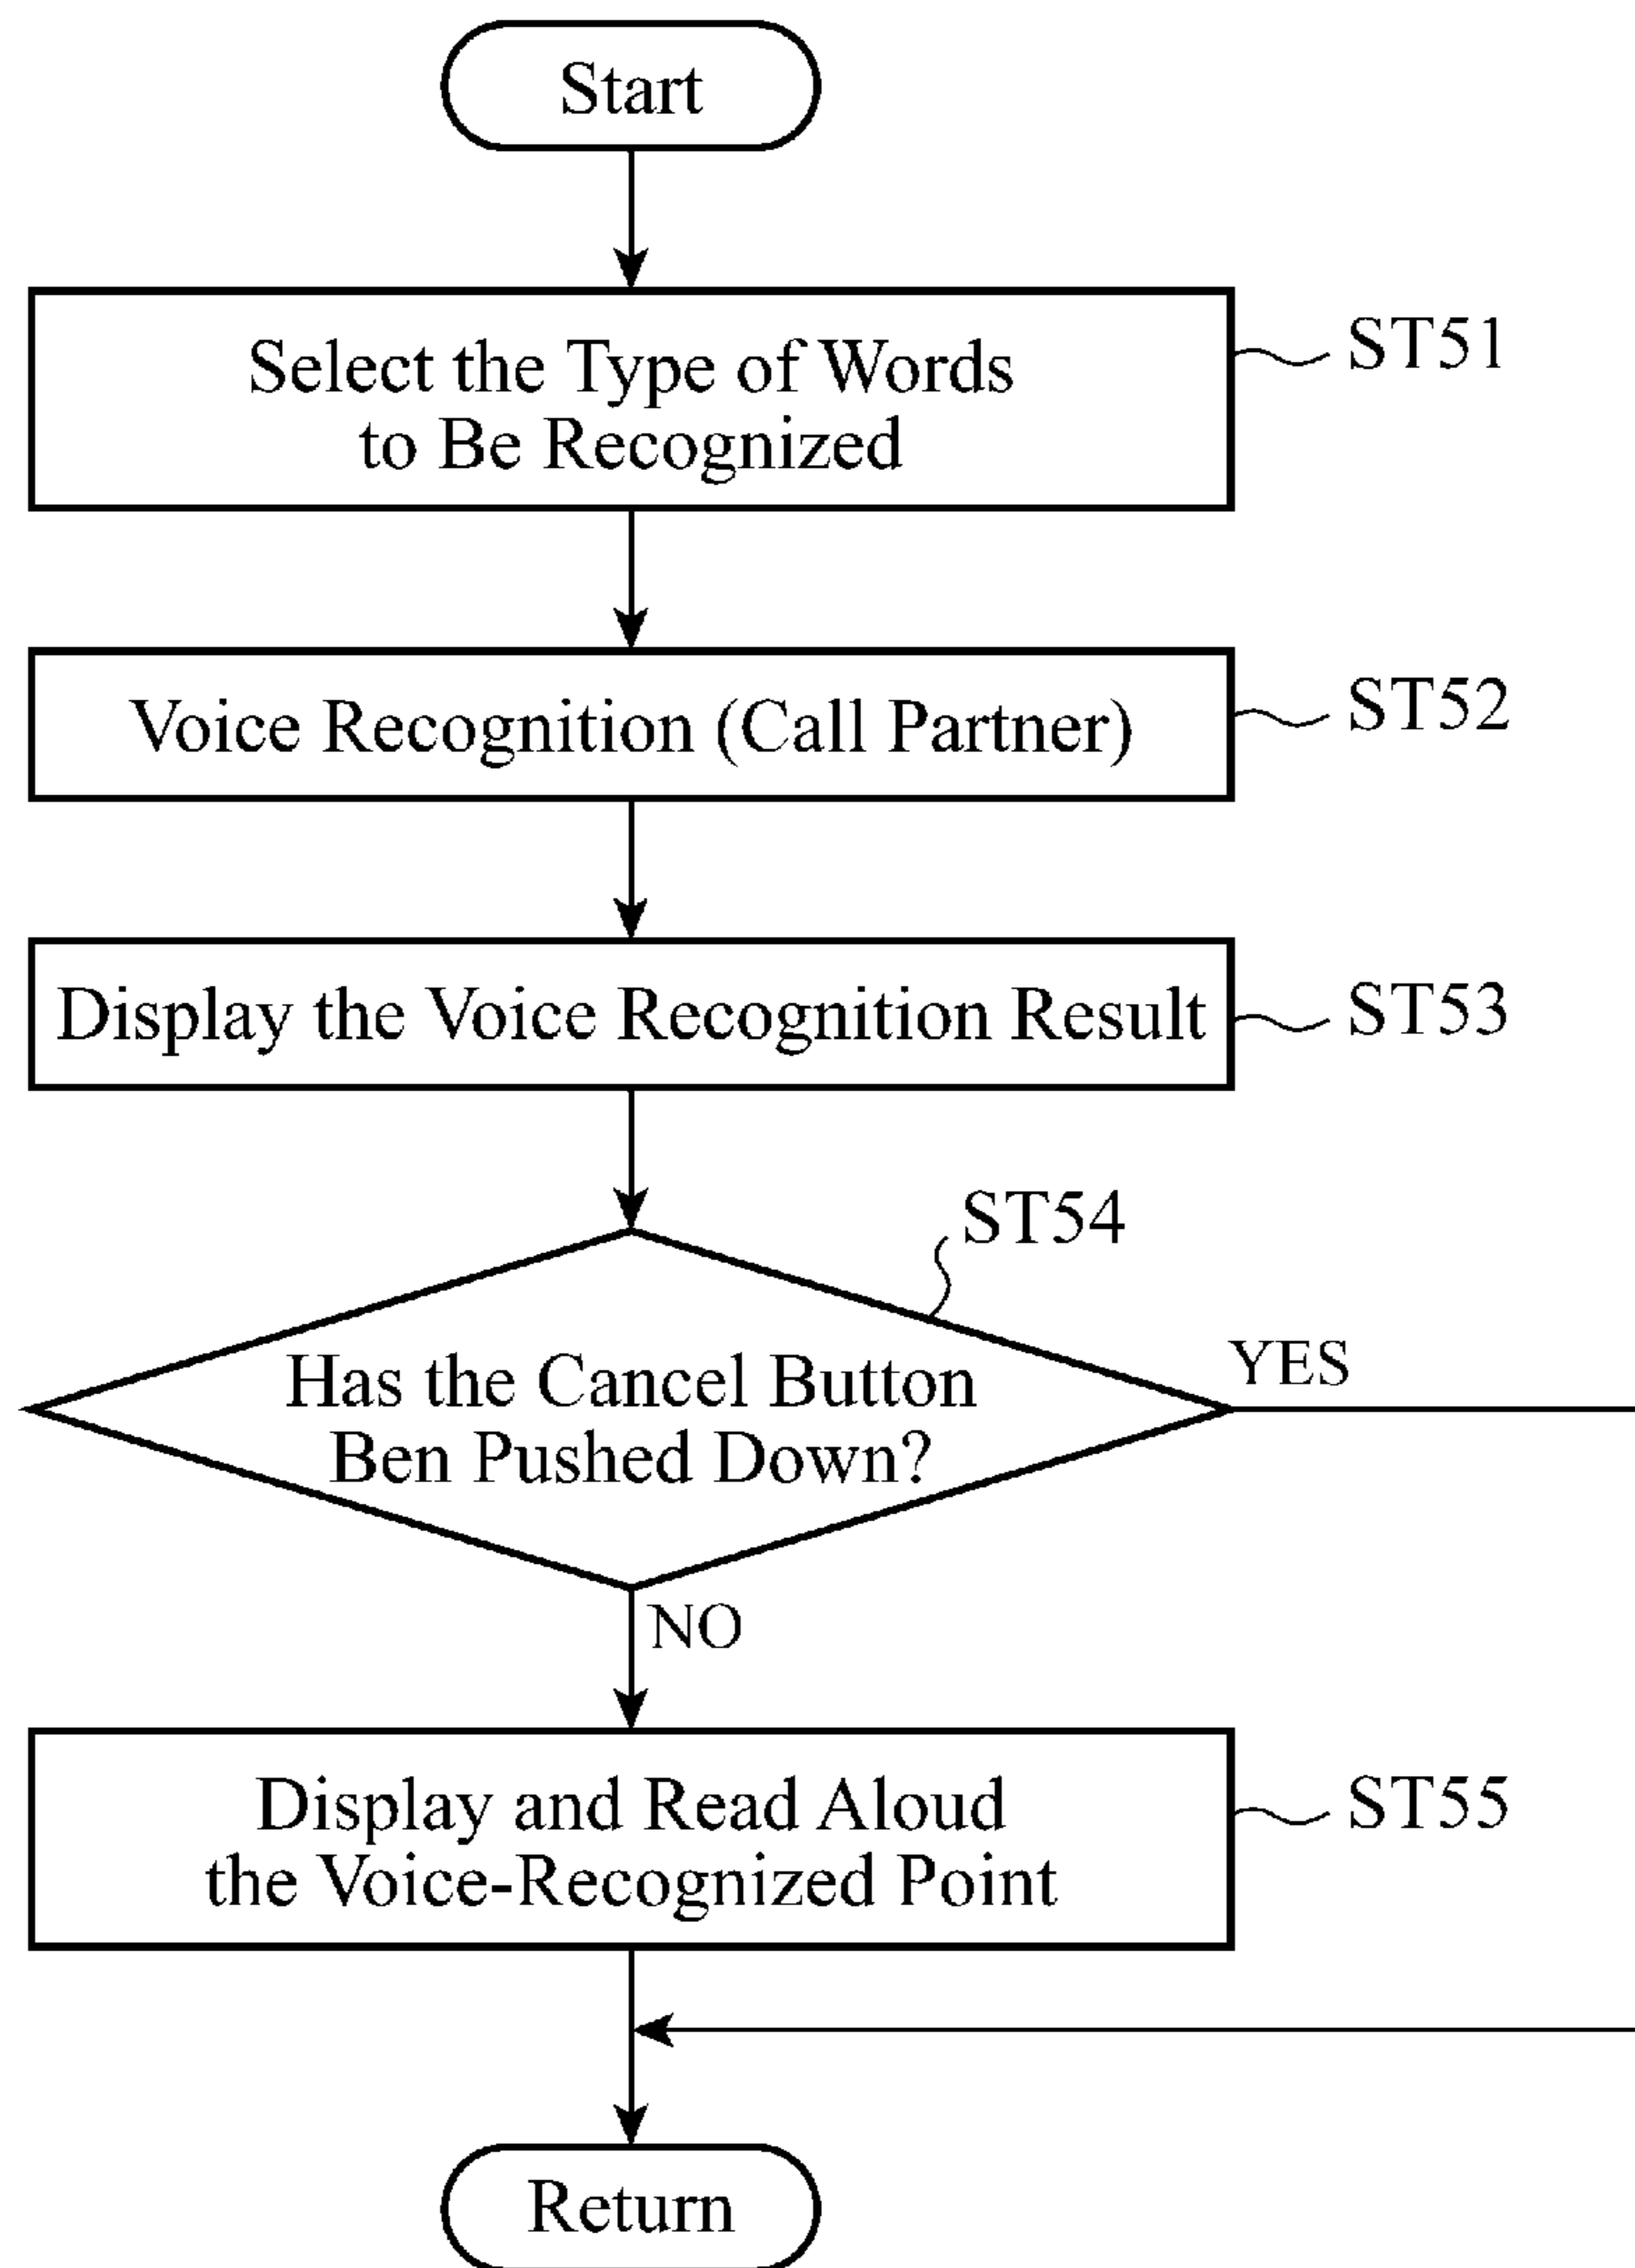 Start
Select the Type of Words
to Be Recognized
ST51
Voice Recognition (Call Partner)
ST52
Display the Voice Recognition Result
ST53
ST54
Has the Cancel Button
Ben Pushed Down?
YES
NO
Display and Read Aloud
the Voice-Recognized Point
ST55
Return